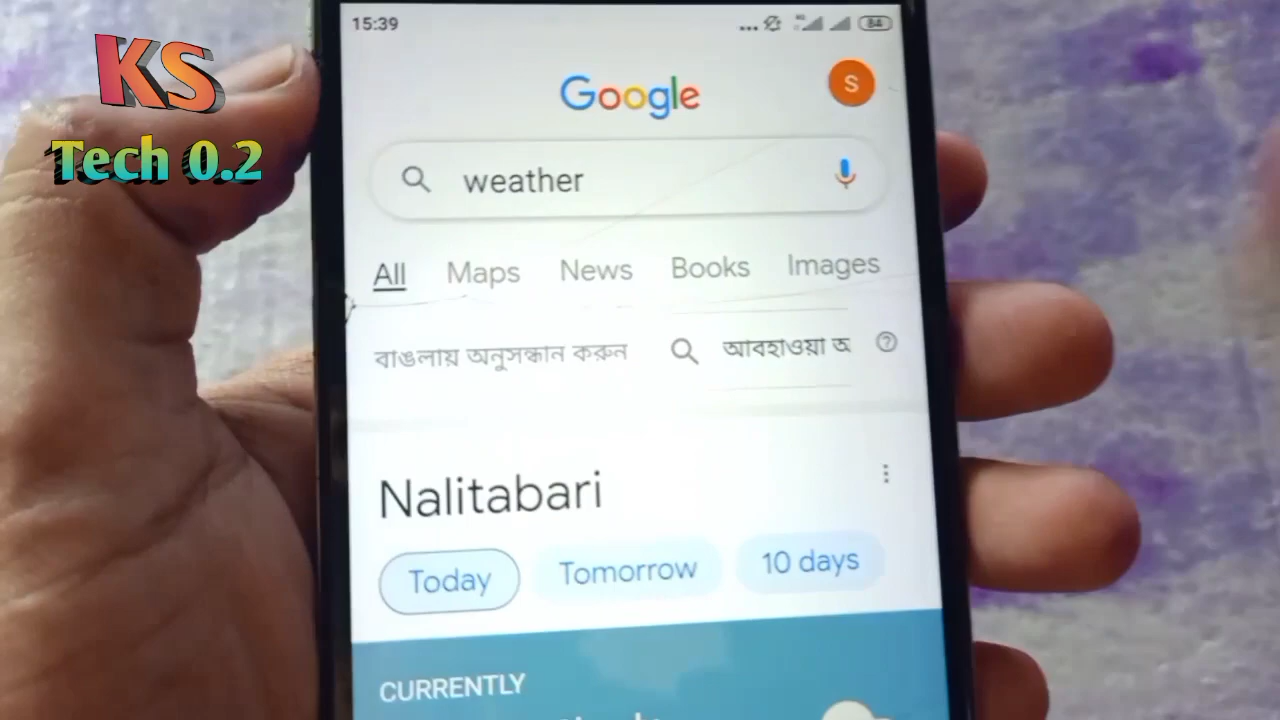 15:39
84
KS
Tech 0.2
Google
S
weather
All Maps News Books Images
বাঙলায় অনুসন্ধান করুন আবহাওয়া অ
Nalitabari
Today Tomorrow 10 days
CURRENTLY